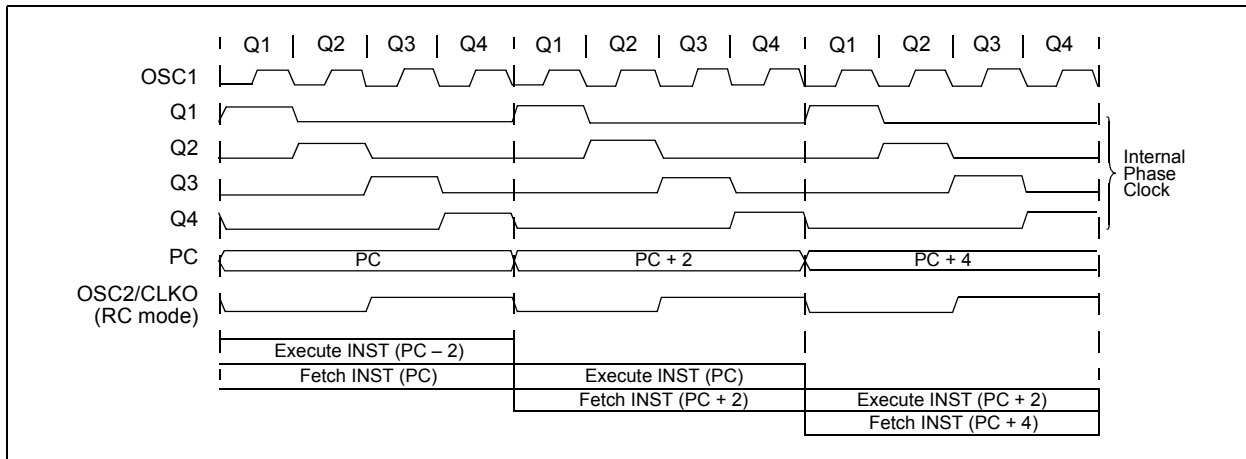 Q1 Q2 Q3 Q4 Q1 Q2 Q3 Q4 Q1 Q2 Q3 Q4
OSC1
Q1
Q2
Q3
Q4
Internal
Phase
Clock
PC PC PC + 2 PC + 4
OSC2/CLKO
(RC mode)
Execute INST (PC – 2)
Fetch INST (PC) Execute INST (PC)
Fetch INST (PC + 2) Execute INST (PC + 2)
Fetch INST (PC + 4)